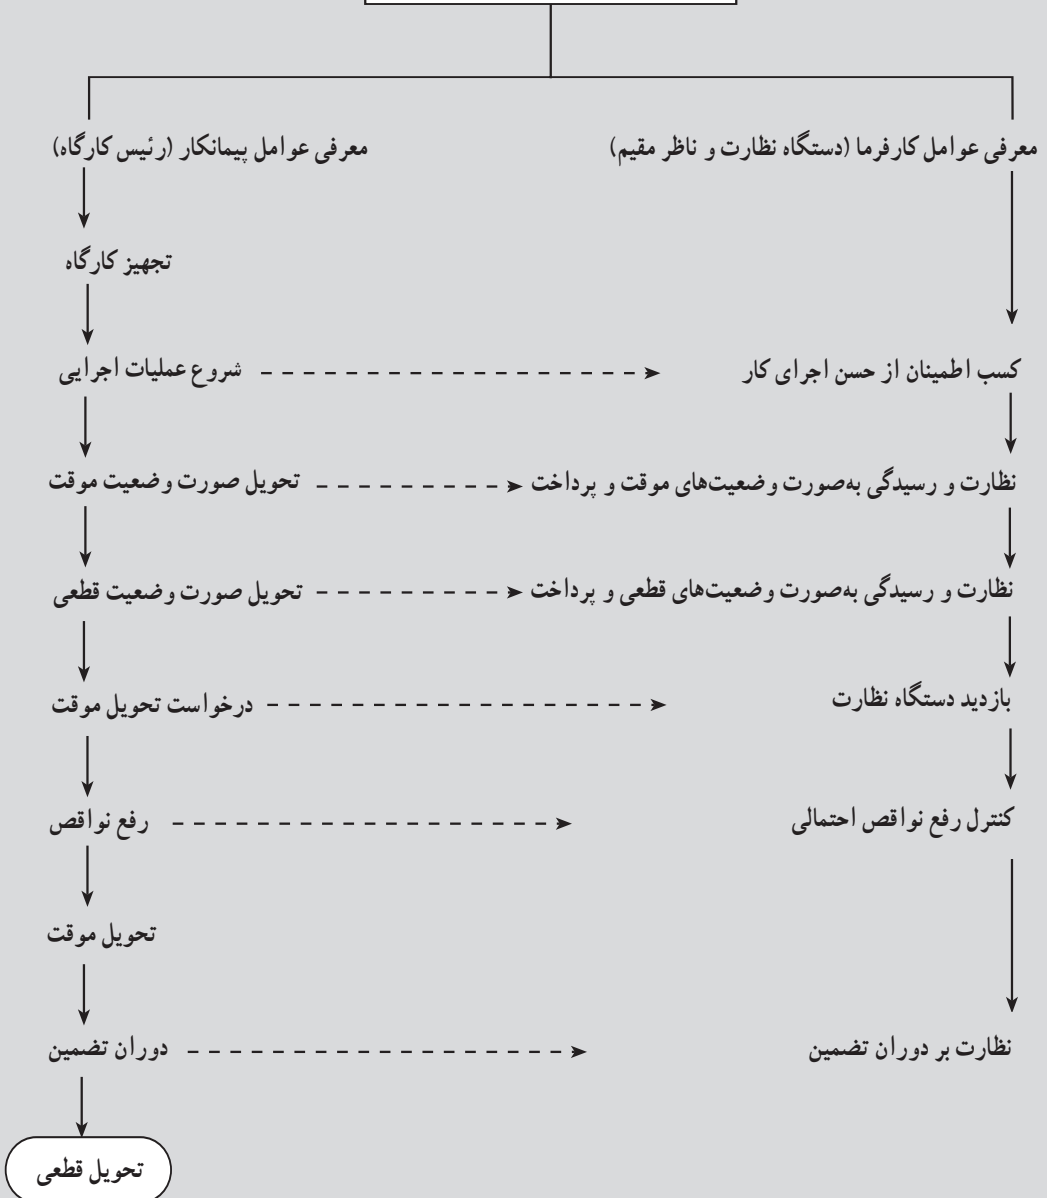 معرفی عوامل کارفرما (دستگاه نظارت و ناظر مقیم)
معرفی عوامل پیمانکار (رئیس کارگاه)
تجهیز کارگاه
کسب اطمینان از حسن اجرای کار
شروع عملیات اجرایی
نظارت و رسیدگی به‌صورت وضعیت‌های موقت و پرداخت
تحویل صورت وضعیت موقت
نظارت و رسیدگی به‌صورت وضعیت‌های قطعی و پرداخت
تحویل صورت وضعیت قطعی
بازدید دستگاه نظارت
درخواست تحویل موقت
کنترل رفع نواقص احتمالی
رفع نواقص
تحویل موقت
نظارت بر دوران تضمین
دوران تضمین
تحویل قطعی